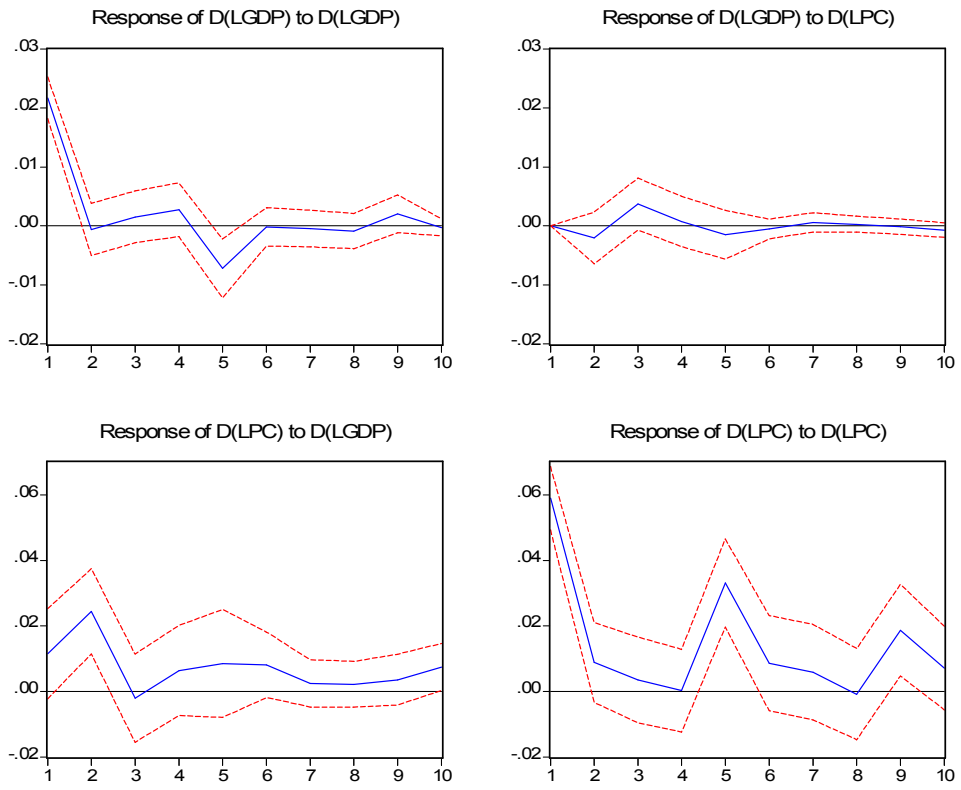 Response of D(LGDP) to D(LGDP)
.03
.02
.01
.00
-.01
-.02
1 2 3 4 5 6 7 8 9 10
Response of D(LGDP) to D(LPC)
.03
.02
.01
.00
-.01
-.02
1 2 3 4 5 6 7 8 9 10
Response of D(LPC) to D(LGDP)
.06
.04
.02
.00
-.02
1 2 3 4 5 6 7 8 9 10
Response of D(LPC) to D(LPC)
.06
.04
.02
.00
-.02
1 2 3 4 5 6 7 8 9 10